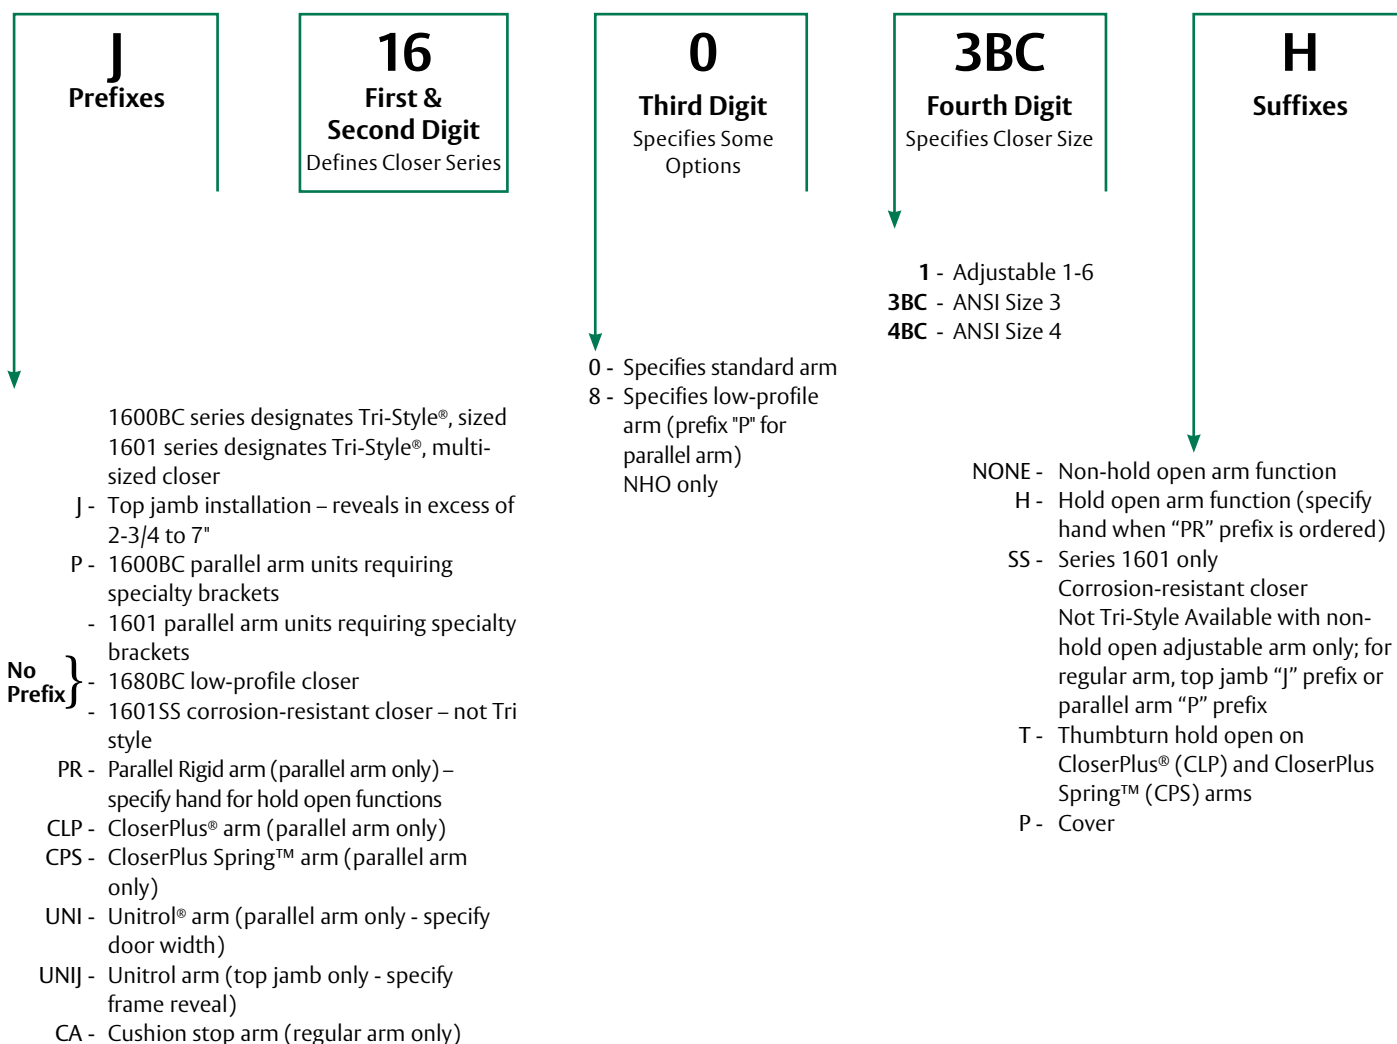 J
Prefixes
16
First &
Second Digit
Defines Closer Series
0
Third Digit
Specifies Some
Options
3BC
Fourth Digit
Specifies Closer Size
H
Suffixes
1600BC series designates Tri-Style®, sized
1601 series designates Tri-Style®, multi-
sized closer
J - Top jamb installation – reveals in excess of
2-3/4 to 7"
P - 1600BC parallel arm units requiring
specialty brackets
- 1601 parallel arm units requiring specialty
brackets
No
Prefix
- 1680BC low-profile closer
- 1601SS corrosion-resistant closer – not Tri
style
PR - Parallel Rigid arm (parallel arm only) –
specify hand for hold open functions
CLP - CloserPlus® arm (parallel arm only)
CPS - CloserPlus Spring™ arm (parallel arm
only)
UNI - Unitrol® arm (parallel arm only - specify
door width)
UNIJ - Unitrol arm (top jamb only - specify
frame reveal)
CA - Cushion stop arm (regular arm only)
0 - Specifies standard arm
8 - Specifies low-profile
arm (prefix "P" for
parallel arm)
NHO only
1 - Adjustable 1-6
3BC - ANSI Size 3
4BC - ANSI Size 4
NONE - Non-hold open arm function
H - Hold open arm function (specify
hand when “PR” prefix is ordered)
SS - Series 1601 only
Corrosion-resistant closer
Not Tri-Style Available with non-
hold open adjustable arm only; for
regular arm, top jamb “J” prefix or
parallel arm “P” prefix
T - Thumbturn hold open on
CloserPlus® (CLP) and CloserPlus
Spring™ (CPS) arms
P - Cover